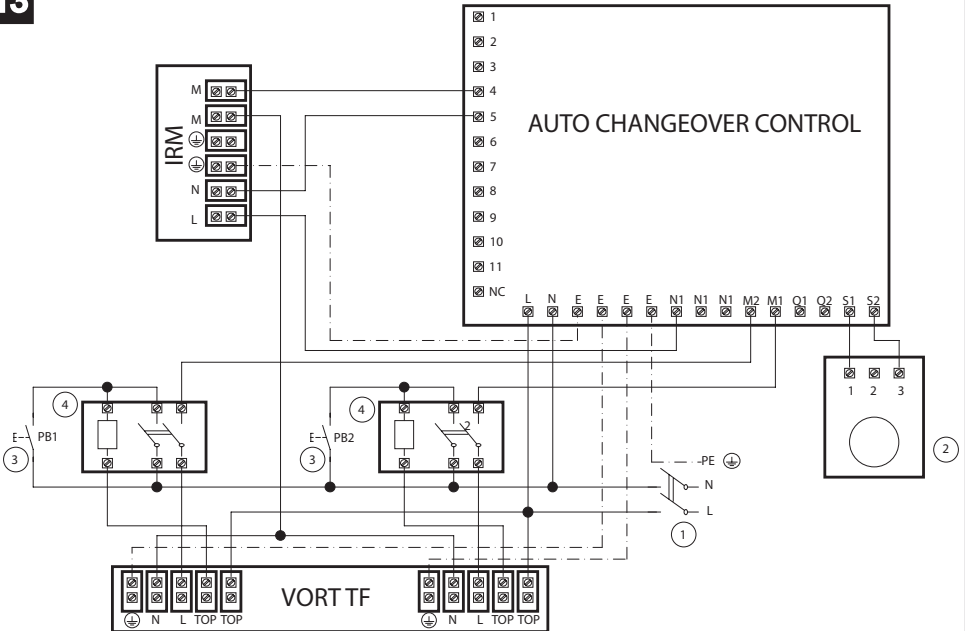 13
1
2
3
4
5
6
7
8
9
10
11
NC
AUTO CHANGEOVER CONTROL
L N E E E E N1 N1 N1 M2 M1 Q1 Q2 S1 S2
IRM
M
M
N
L
1 2 3
2
4
E PB1
3
4
2
E PB2
3
PE
N
L
1
VORT TF
N L TOP TOP
N L TOP TOP